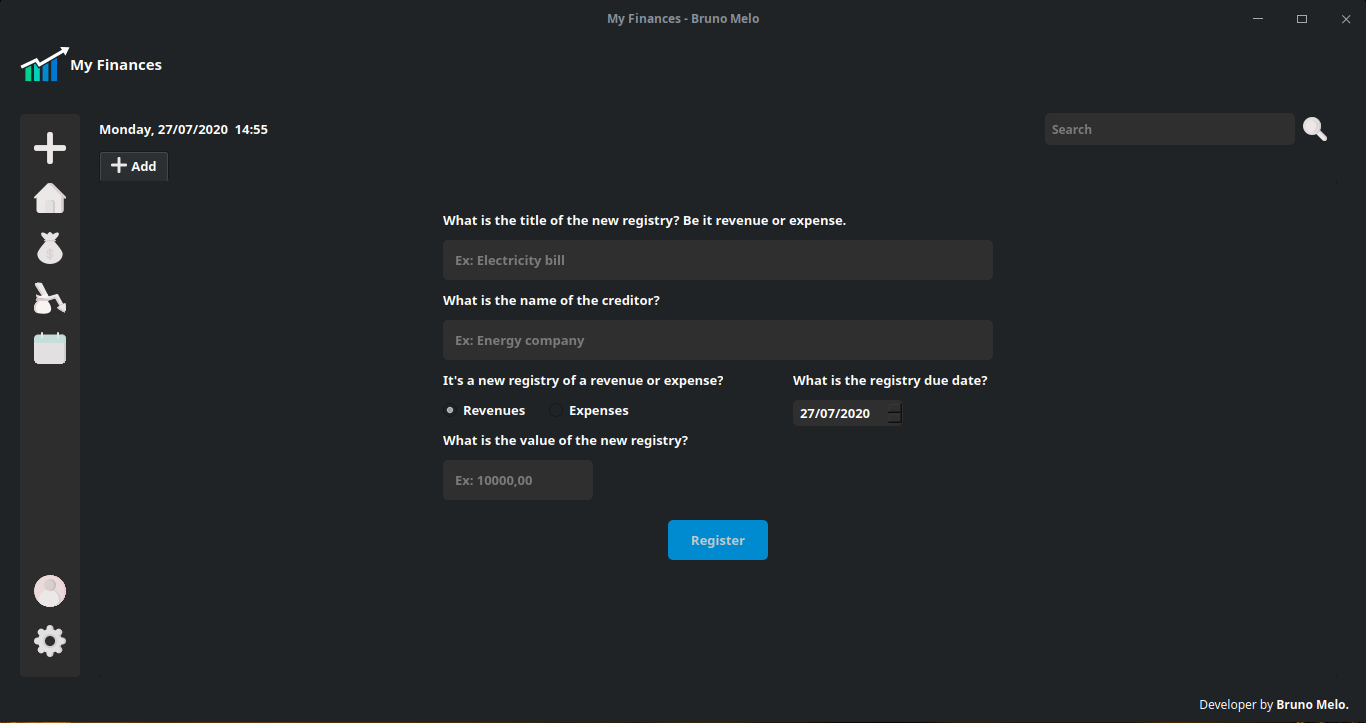 My Finances - Bruno Melo
My Finances
Monday, 27/07/2020 14:55
Search
Add
What is the title of the new registry? Be it revenue or expense.
Ex: Electricity bill
What is the name of the creditor?
Ex: Energy company
It's a new registry of a revenue or expense?
What is the registry due date?
Revenues
Expenses
27/07/2020
What is the value of the new registry?
Ex: 10000,00
Register
Developer by Bruno Melo.